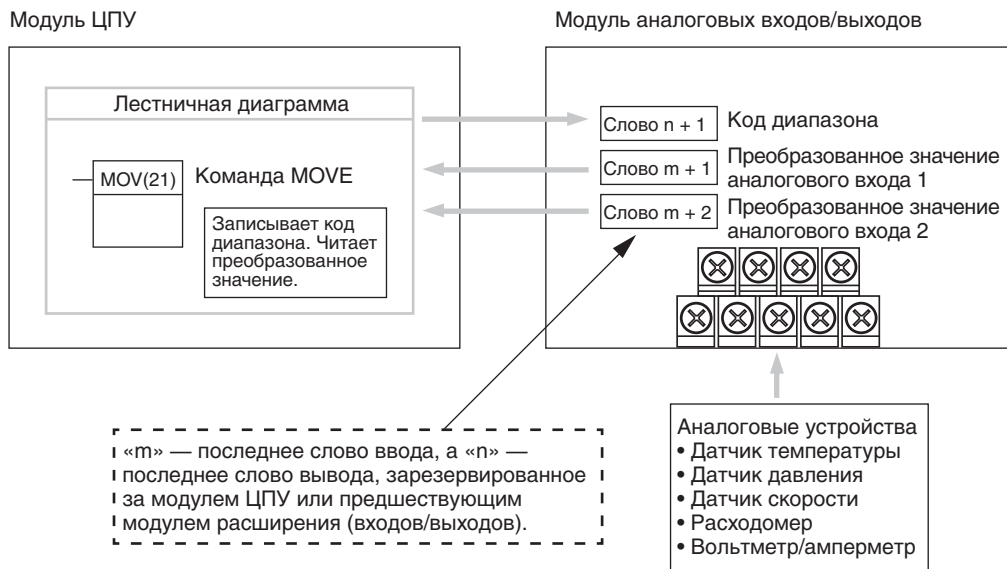 Модуль ЦПУ
Модуль аналоговых входов/выходов
Лестничная диаграмма
MOV(21)
Команда MOVE
Записывает код
диапазона. Читает
преобразованное
значение.
Слово n + 1
Код диапазона
Слово m + 1
Преобразованное значение
аналогового входа 1
Слово m + 2
Преобразованное значение
аналогового входа 2
«m» — последнее слово ввода, а «n» —
последнее слово вывода, зарезервированное
за модулем ЦПУ или предшествующим
модулем расширения (входов/выходов).
Аналоговые устройства
• Датчик температуры
• Датчик давления
• Датчик скорости
• Расходомер
• Вольтметр/амперметр